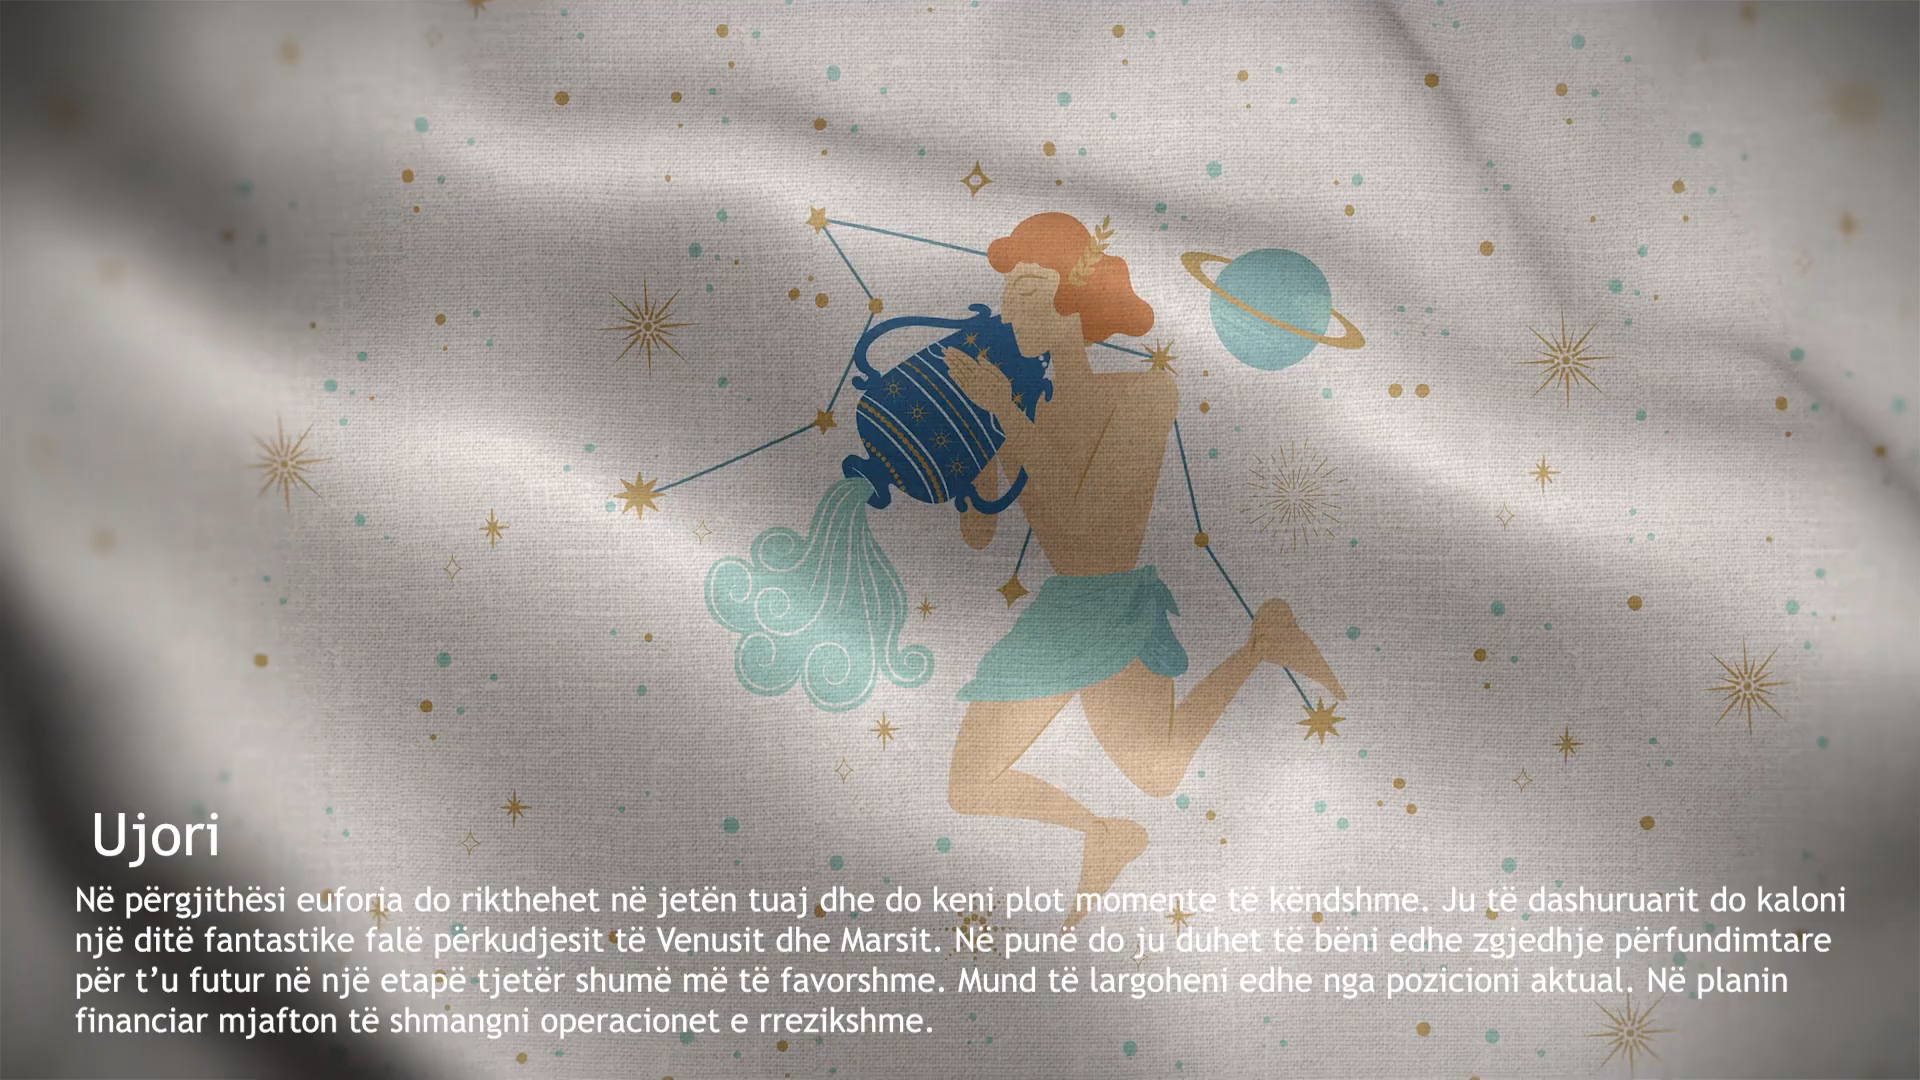 Ujori
Në përgjithësi euforia do rikthehet në jetën tuaj dhe do keni plot momente të këndshme. Ju të dashuruarit do kaloni
një ditë fantastike falë përkudjesit të Venusit dhe Marsit. Në punë do ju duhet të bëni edhe zgjedhje përfundimtare
për t’u futur në një etapë tjetër shumë më të favorshme. Mund të largoheni edhe nga pozicioni aktual. Në planin
financiar mjafton të shmangni operacionet e rrezikshme.